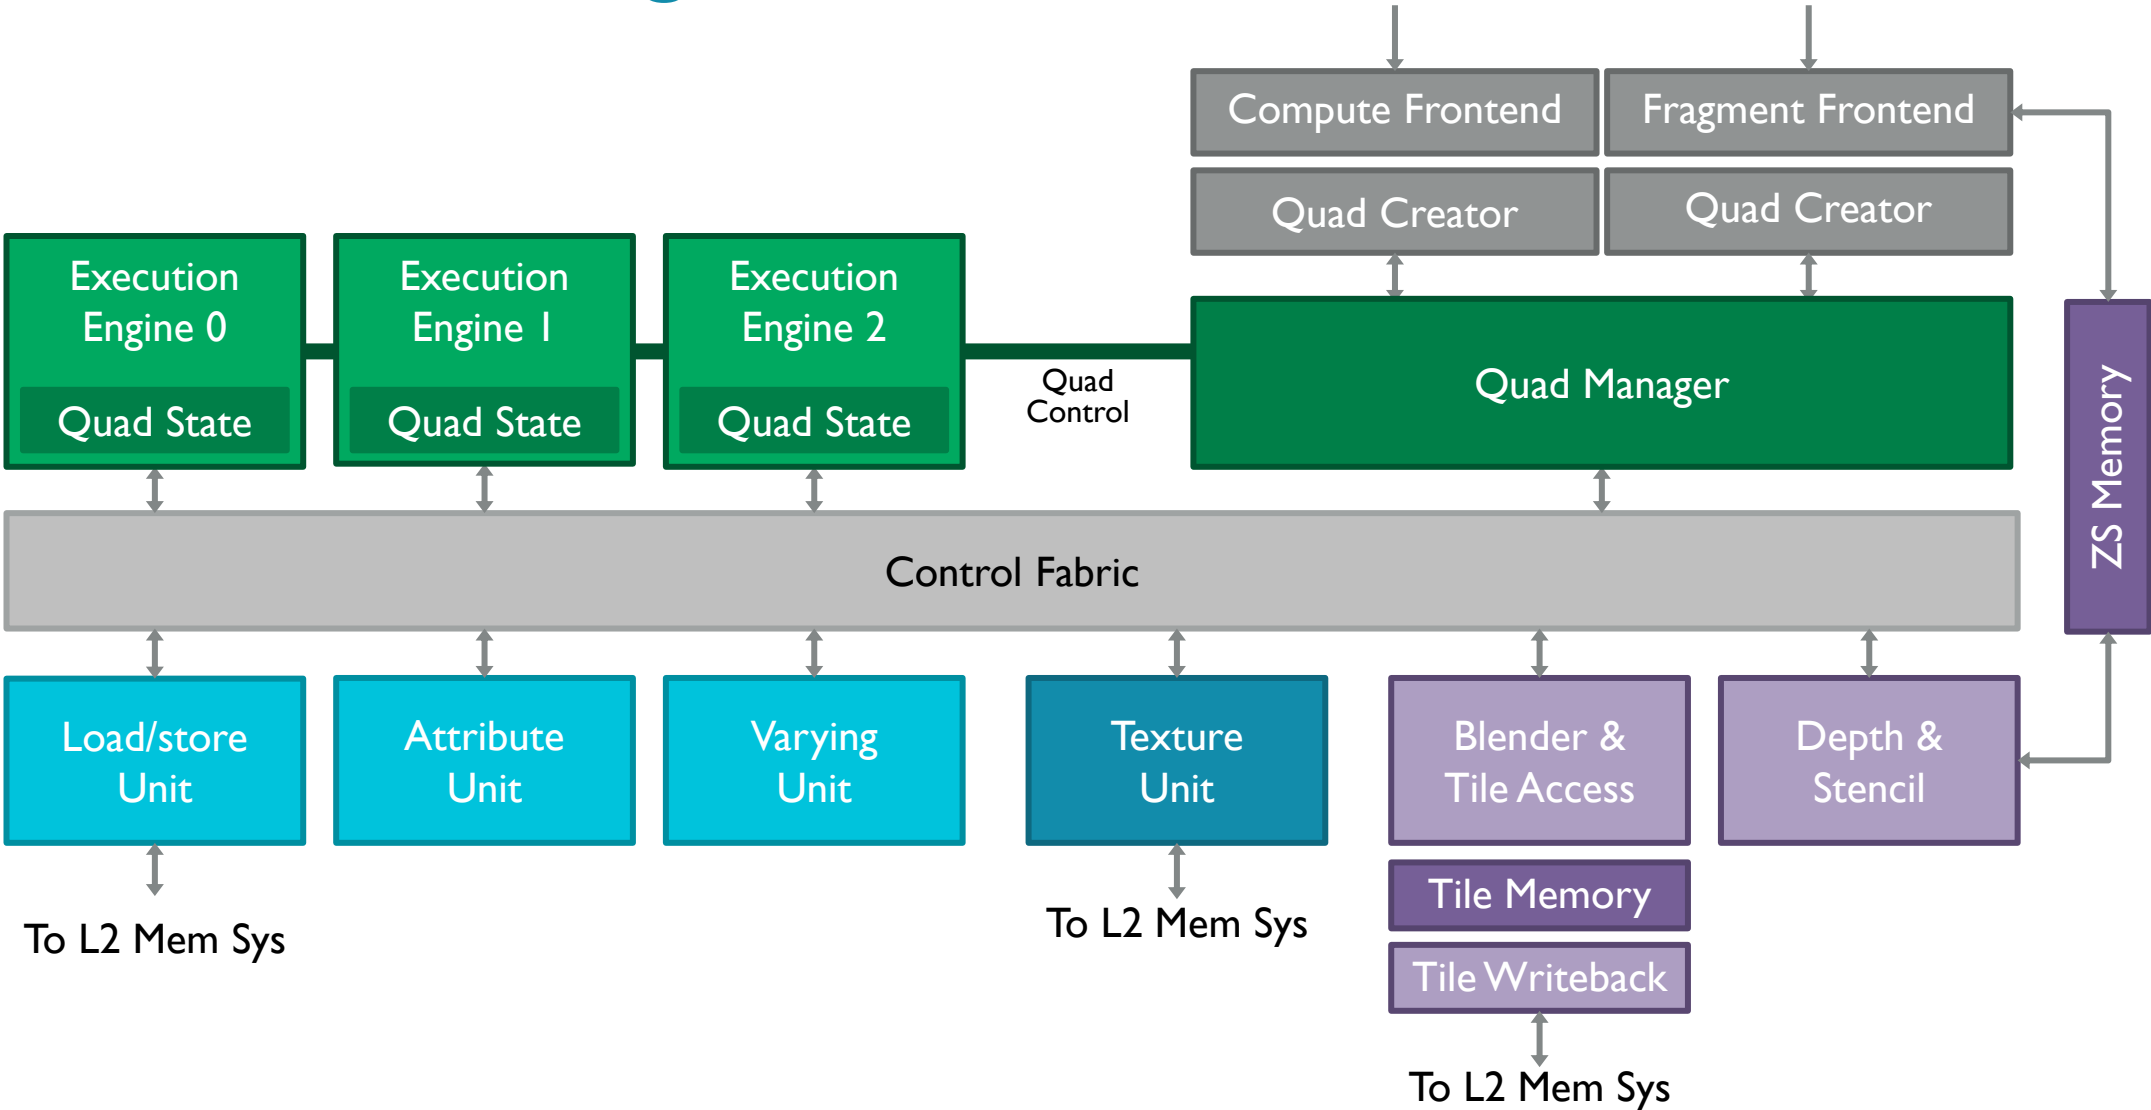 Compute Frontend
Fragment Frontend
Quad Creator
Quad Creator
Execution
Engine 0
Quad State
Execution
Engine 1
Quad State
Execution
Engine 2
Quad State
Quad
Control
Quad Manager
ZS Memory
Control Fabric
Load/store
Unit
Attribute
Unit
Varying
Unit
Texture
Unit
Blender &
Tile Access
Depth &
Stencil
Tile Memory
Tile Writeback
To L2 Mem Sys
To L2 Mem Sys
To L2 Mem Sys